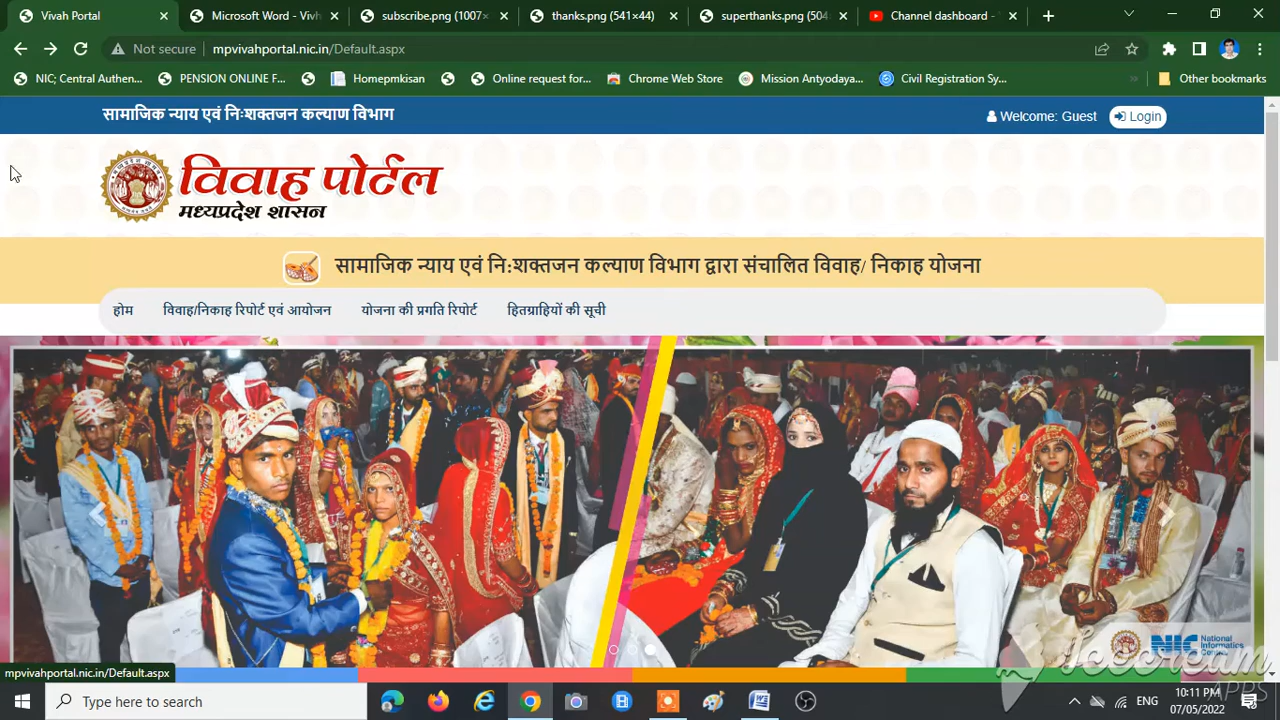 Vivah Portal
Microsoft Word - Vivh
subscribe.png (1007×
thanks.png (541×44)
superthanks.png (504
Channel dashboard -
Not secure
mpvivahportal.nic.in/Default.aspx
NIC; Central Authen...
PENSION ONLINE F...
Homepmkisan
Online request for...
Chrome Web Store
Mission Antyodaya...
Civil Registration Sy...
Other bookmarks
सामाजिक न्याय एवं निःशक्तजन कल्याण विभाग
Welcome: Guest
Login
विवाह पोर्टल
मध्यप्रदेश शासन
सामाजिक न्याय एवं नि:शक्तजन कल्याण विभाग द्वारा संचालित विवाह/ निकाह योजना
होम
विवाह/निकाह रिपोर्ट एवं आयोजन
योजना की प्रगति रिपोर्ट
हितग्राहियों की सूची
NIC
National
Informatics
Centre
mpvivahportal.nic.in/Default.aspx
Icecream
APPS
Type here to search
ENG
10:11 PM
07/05/2022